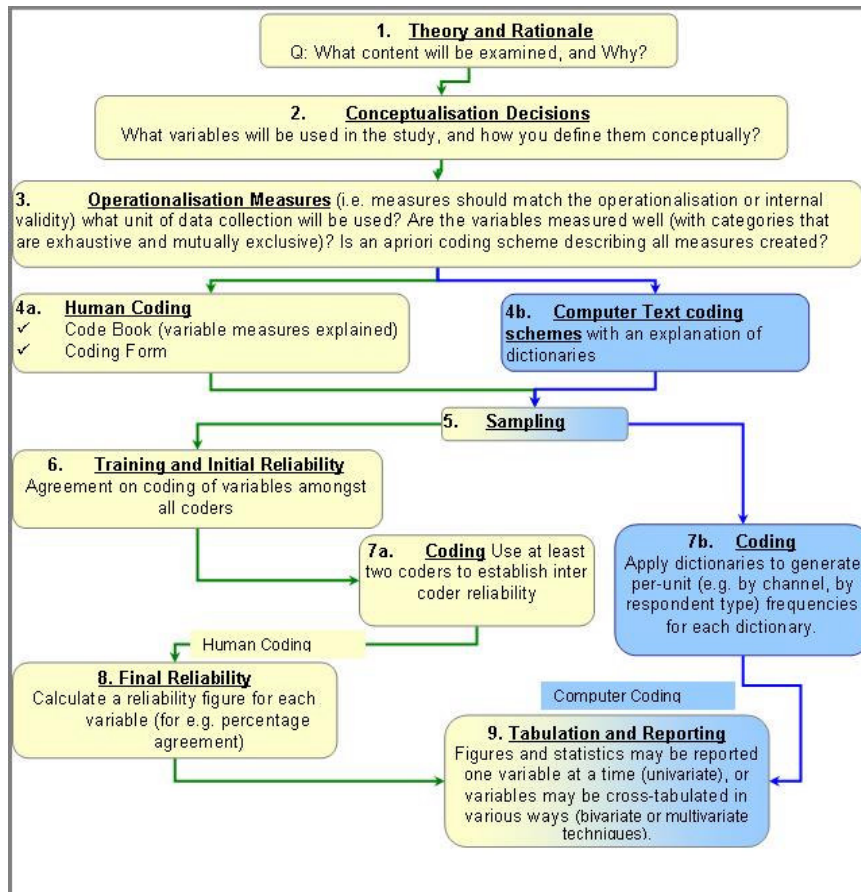 1. Theory and Rationale
Q: What content will be examined, and Why?
2. Conceptualisation Decisions
What variables will be used in the study, and how you define them conceptually?
3. Operationalisation Measures (i.e. measures should match the operationalisation or internal
validity) what unit of data collection will be used? Are the variables measured well (with categories that
are exhaustive and mutually exclusive)? Is an apriori coding scheme describing all measures created?
4a. Human Coding
✓ Code Book (variable measures explained)
✓ Coding Form
4b. Computer Text coding
schemes with an explanation of
dictionaries
5. Sampling
6. Training and Initial Reliability
Agreement on coding of variables amongst
all coders
7a. Coding Use at least
two coders to establish inter
coder reliability
7b. Coding
Apply dictionaries to generate
per-unit (e.g. by channel, by
respondent type) frequencies
for each dictionary.
Human Coding
8. Final Reliability
Calculate a reliability figure for each
variable (for e.g. percentage
agreement)
Computer Coding
9. Tabulation and Reporting
Figures and statistics may be reported
one variable at a time (univariate), or
variables may be cross-tabulated in
various ways (bivariate or multivariate
techniques).